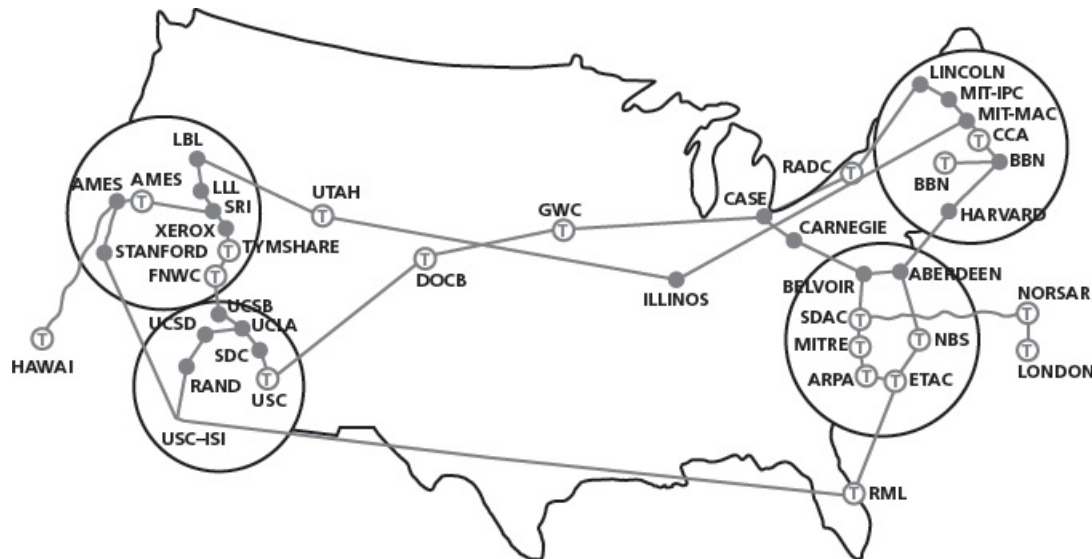 LINCOLN
MIT-IPC
MIT-MAC
CCA
T
LBL
RADC
T
BBN
T
BBN
AMES
AMES
T
LLL
UTAH
T
SRI
CASE
GWC
T
HARVARD
XEROX
CARNEGIE
STANFORD
T
TYMSHARE
T
DOCB
FNWC
T
BELVOIR
ABERDEEN
ILLINOS
NORSAR
T
UCSB
SDAC
T
UCSD
UCLA
T
HAWAI
SDC
MITRE
T
T
NBS
T
LONDON
RAND
T
USC
ARPA
T
T
ETAC
USC–ISI
T
RML